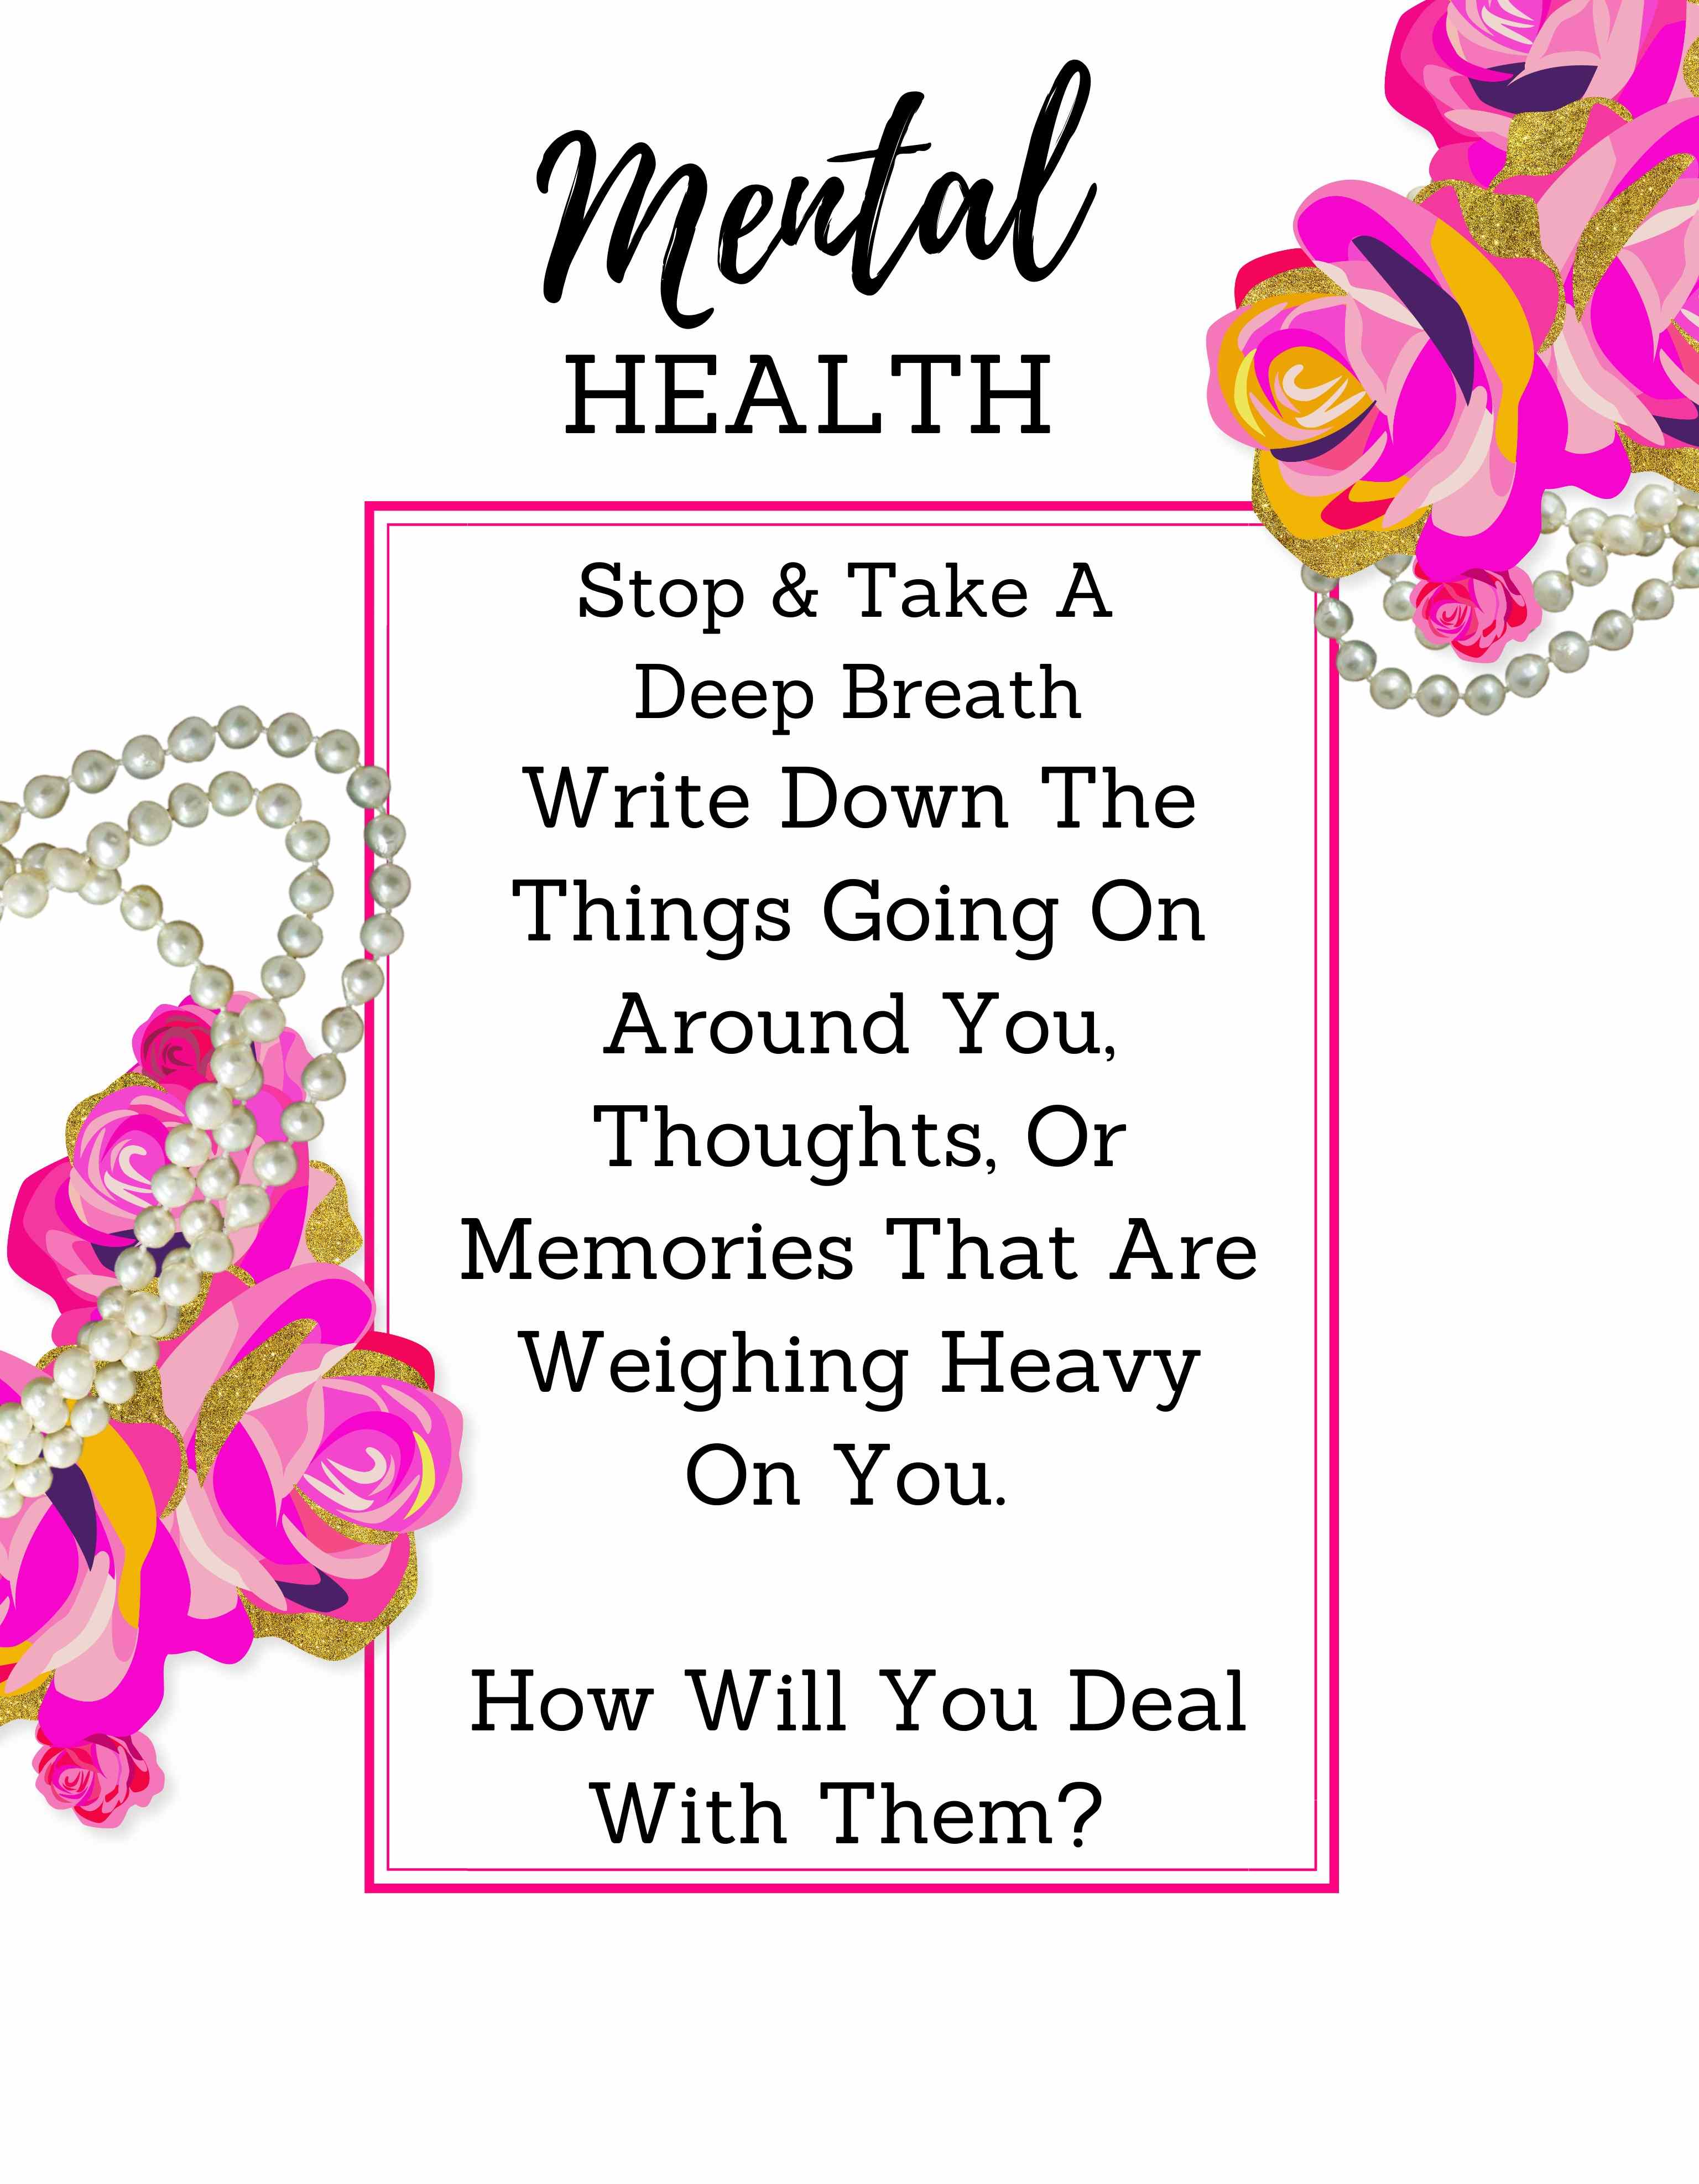 Mental
HEALTH
Stop & Take A
Deep Breath
Write Down The
Things Going On
Around You,
Thoughts, Or
Memories That Are
Weighing Heavy
On You.
How Will You Deal
With Them?